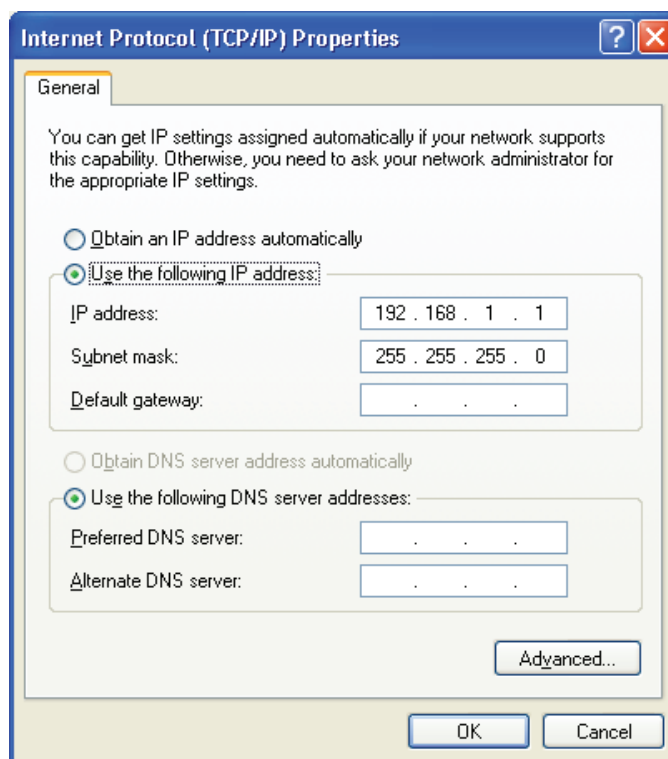 Internet Protocol (TCP/IP) Properties
General
You can get IP settings assigned automatically if your network supports
this capability. Otherwise, you need to ask your network administrator for
the appropriate IP settings.
Obtain an IP address automatically
Use the following IP address:
IP address: 192 . 168 . 1 . 1
Subnet mask: 255 . 255 . 255 . 0
Default gateway: . . .
Obtain DNS server address automatically
Use the following DNS server addresses:
Preferred DNS server: . . .
Alternate DNS server: . . .
Advanced...
OK Cancel